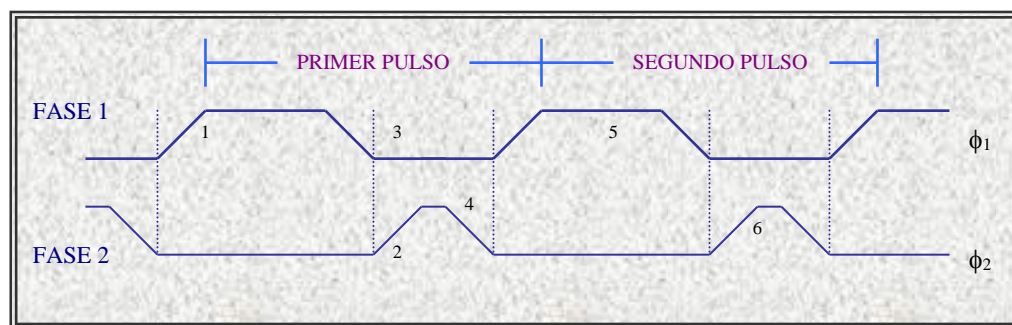 PRIMER PULSO SEGUNDO PULSO
FASE 1
1 3 5
ϕ1
4
2 6
FASE 2
ϕ2